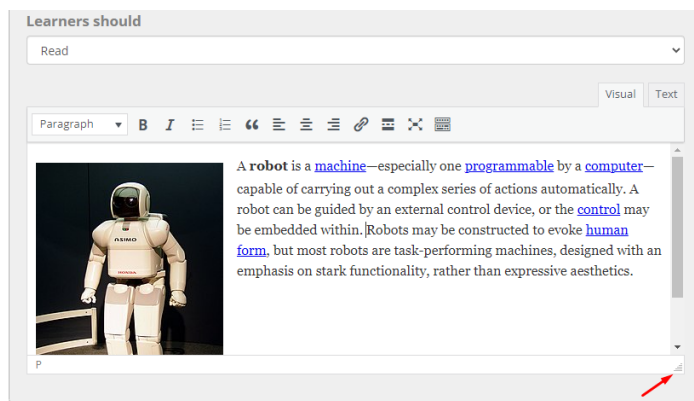 Learners should
Read
Visual Text
Paragraph B I
A robot is a machine—especially one programmable by a computer—
capable of carrying out a complex series of actions automatically. A
robot can be guided by an external control device, or the control may
be embedded within. Robots may be constructed to evoke human
form, but most robots are task-performing machines, designed with an
emphasis on stark functionality, rather than expressive aesthetics.
ASIMO
HONDA
P